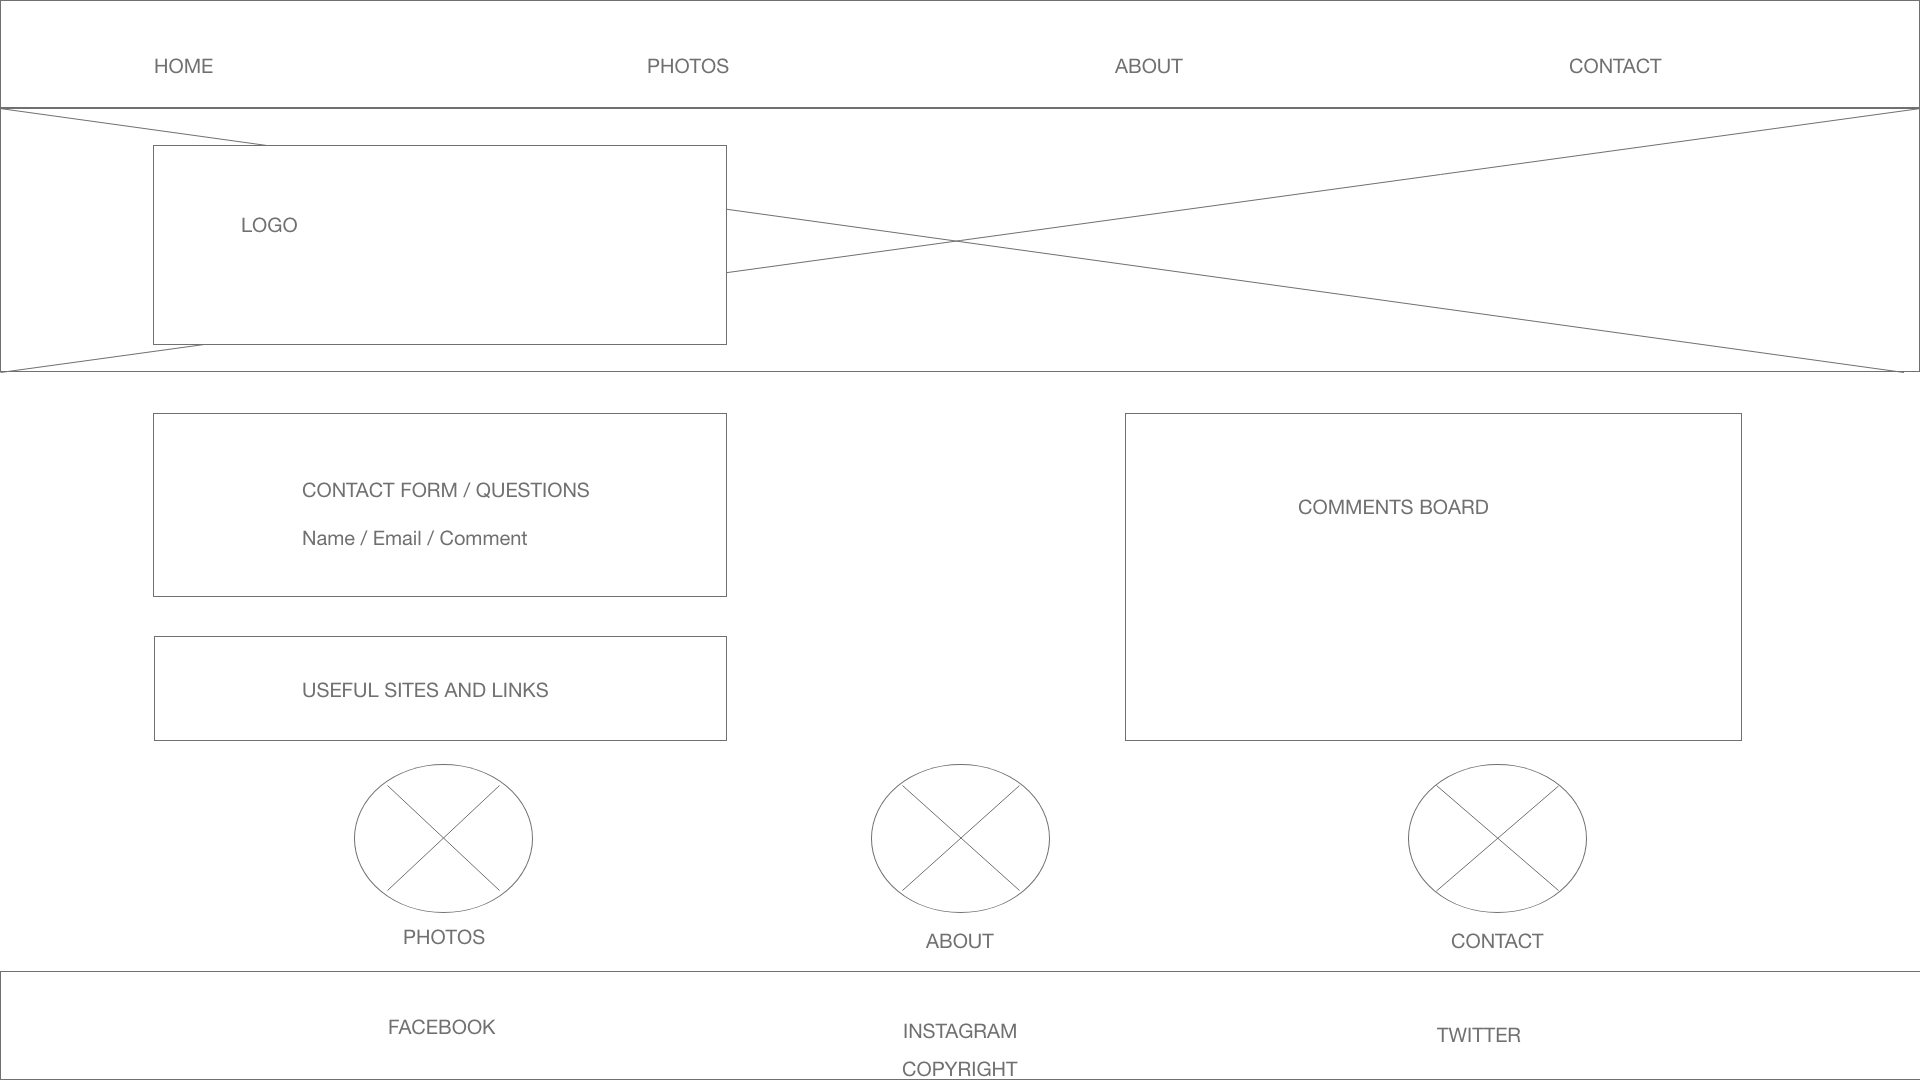 HOME
PHOTOS
ABOUT
CONTACT
LOGO
CONTACT FORM / QUESTIONS
Name / Email / Comment
COMMENTS BOARD
USEFUL SITES AND LINKS
PHOTOS
ABOUT
CONTACT
FACEBOOK
INSTAGRAM
TWITTER
COPYRIGHT